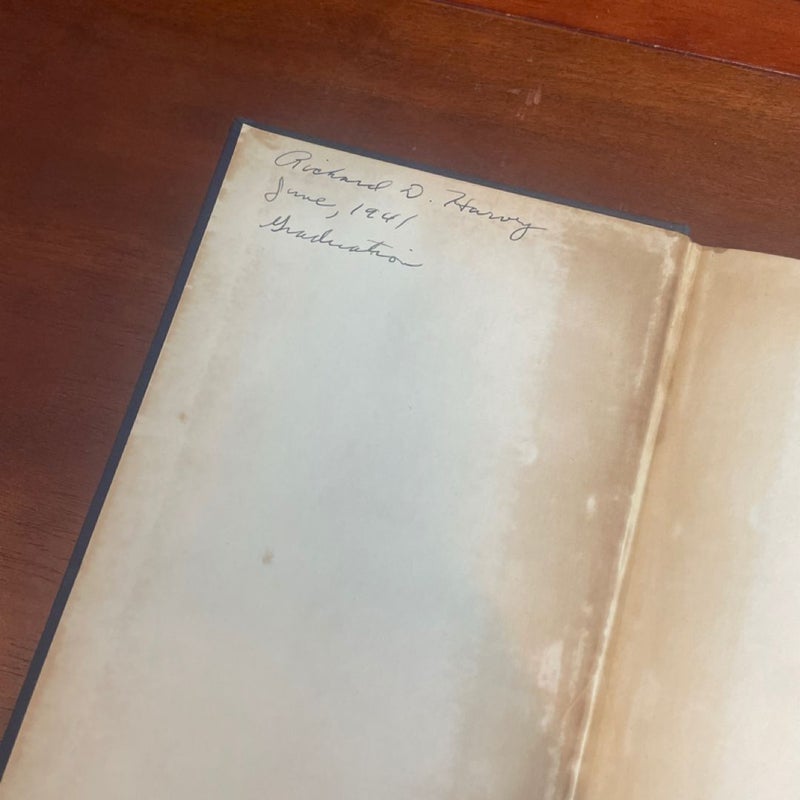 Richard D. Harvey
June, 1941
Graduation